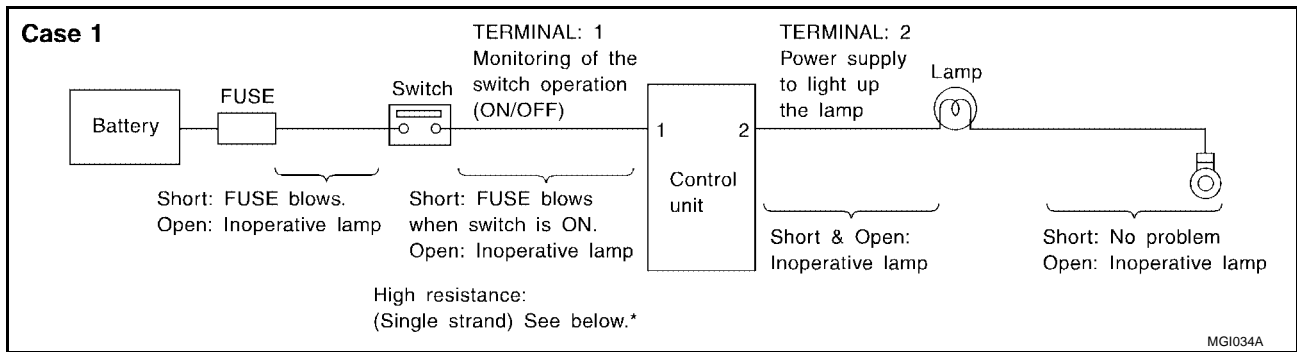 Case 1
Battery
FUSE
Switch
TERMINAL: 1
Monitoring of the
switch operation
(ON/OFF)
TERMINAL: 2
Power supply
to light up
the lamp
Lamp
1
2
Control
unit
Short: FUSE blows.
Open: Inoperative lamp
Short: FUSE blows
when switch is ON.
Open: Inoperative lamp
Short & Open:
Inoperative lamp
Short: No problem
Open: Inoperative lamp
High resistance:
(Single strand) See below.*
MGI034A